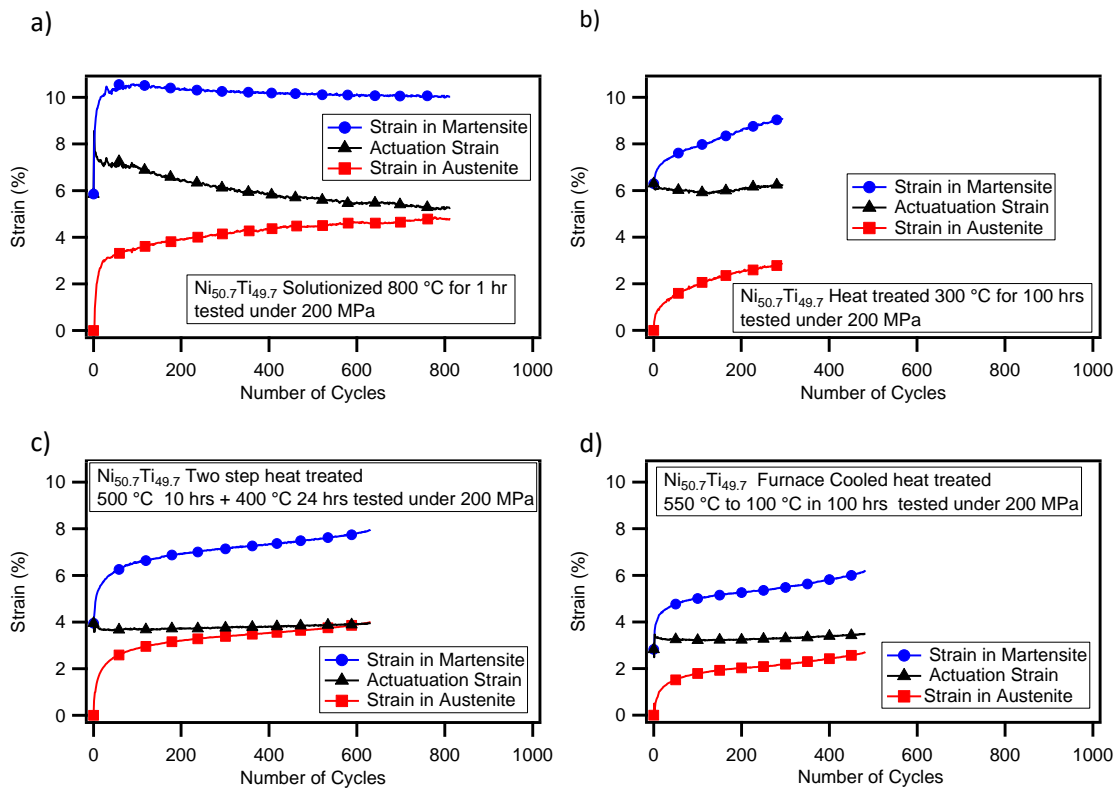 a)
Strain (%)
10
8
6
4
2
0
Strain in Martensite
Actuation Strain
Strain in Austenite
Ni50.7Ti49.7 Solutionized 800 °C for 1 hr
tested under 200 MPa
0 200 400 600 800 1000
Number of Cycles
b)
Strain (%)
10
8
6
4
2
0
Strain in Martensite
Actuatuation Strain
Strain in Austenite
Ni50.7Ti49.7 Heat treated 300 °C for 100 hrs
tested under 200 MPa
0 200 400 600 800 1000
Number of Cycles
c)
Strain (%)
10
8
6
4
2
0
Ni50.7Ti49.7 Two step heat treated
500 °C 10 hrs + 400 °C 24 hrs tested under 200 MPa
Strain in Martensite
Actuatuation Strain
Strain in Austenite
0 200 400 600 800 1000
Number of Cycles
d)
Strain (%)
10
8
6
4
2
0
Ni50.7Ti49.7 Furnace Cooled heat treated
550 °C to 100 °C in 100 hrs tested under 200 MPa
Strain in Martensite
Actuatuation Strain
Strain in Austenite
0 200 400 600 800 1000
Number of Cycles